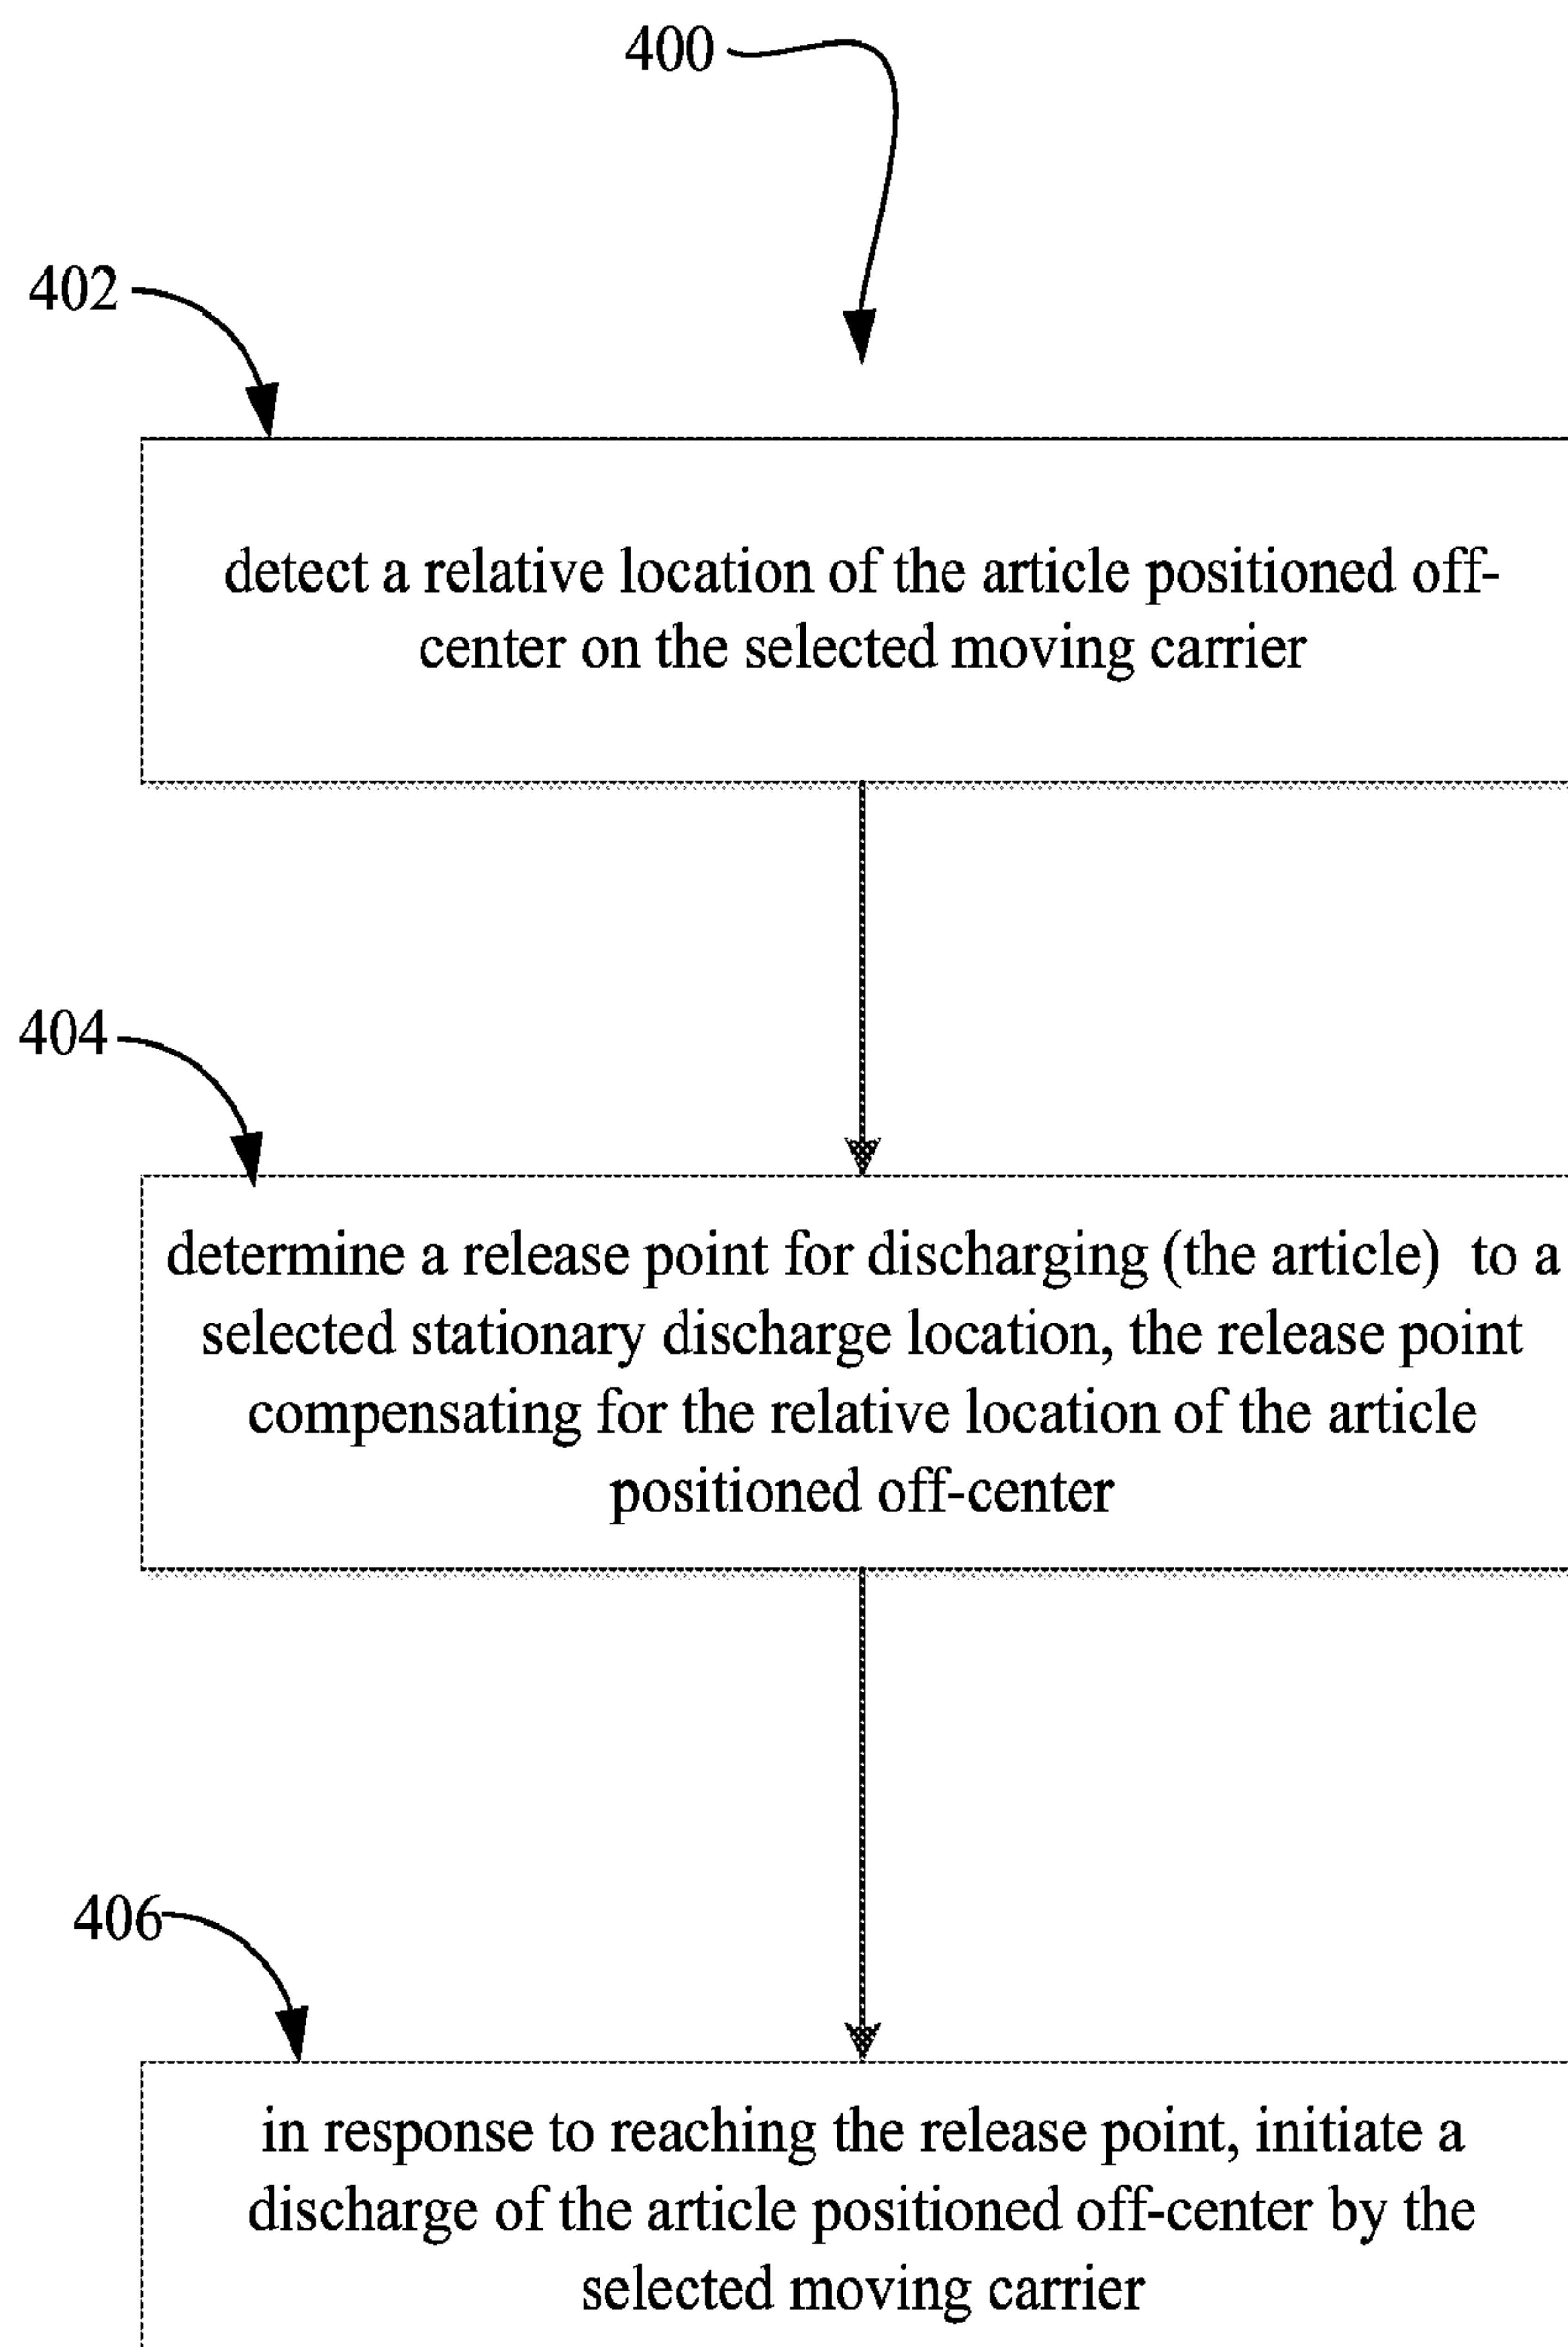 400
402
detect a relative location of the article positioned off-
center on the selected moving carrier
404
determine a release point for discharging (the article)  to a
selected stationary discharge location, the release point
compensating for the relative location of the article
positioned off-center
406
in response to reaching the release point, initiate a
discharge of the article positioned off-center by the
selected moving carrier